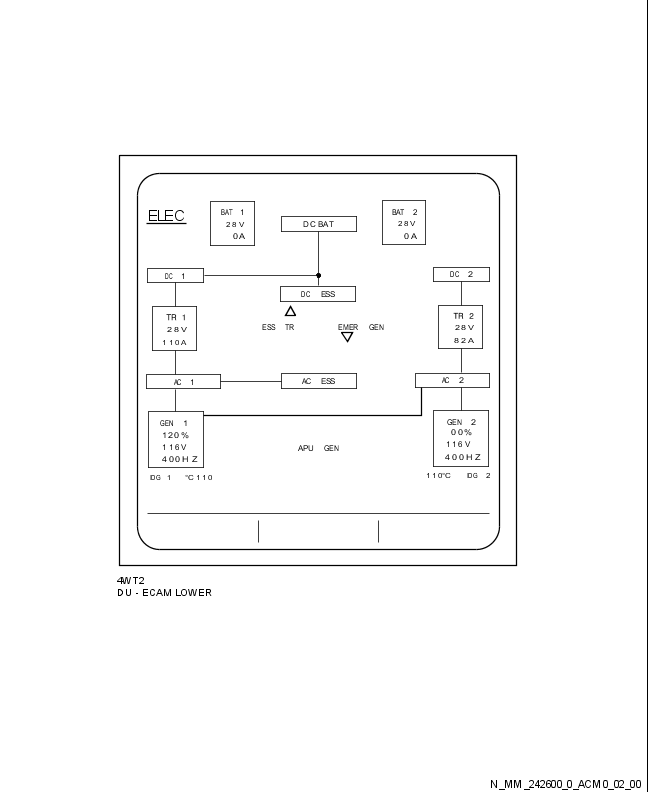 ELEC
BAT 1
28V
0A
DC BAT
BAT 2
28V
0A
DC 1
DC 2
DC ESS
TR 1
28V
110A
ESS TR
EMER GEN
TR 2
28V
82A
AC 1
AC ESS
AC 2
GEN 1
120%
116V
400HZ
APU GEN
GEN 2
00%
116V
400HZ
IDG 1 °C 110
110°C IDG 2
4WT2
DU - ECAM LOWER
N_MM_242600_0_ACM0_02_00